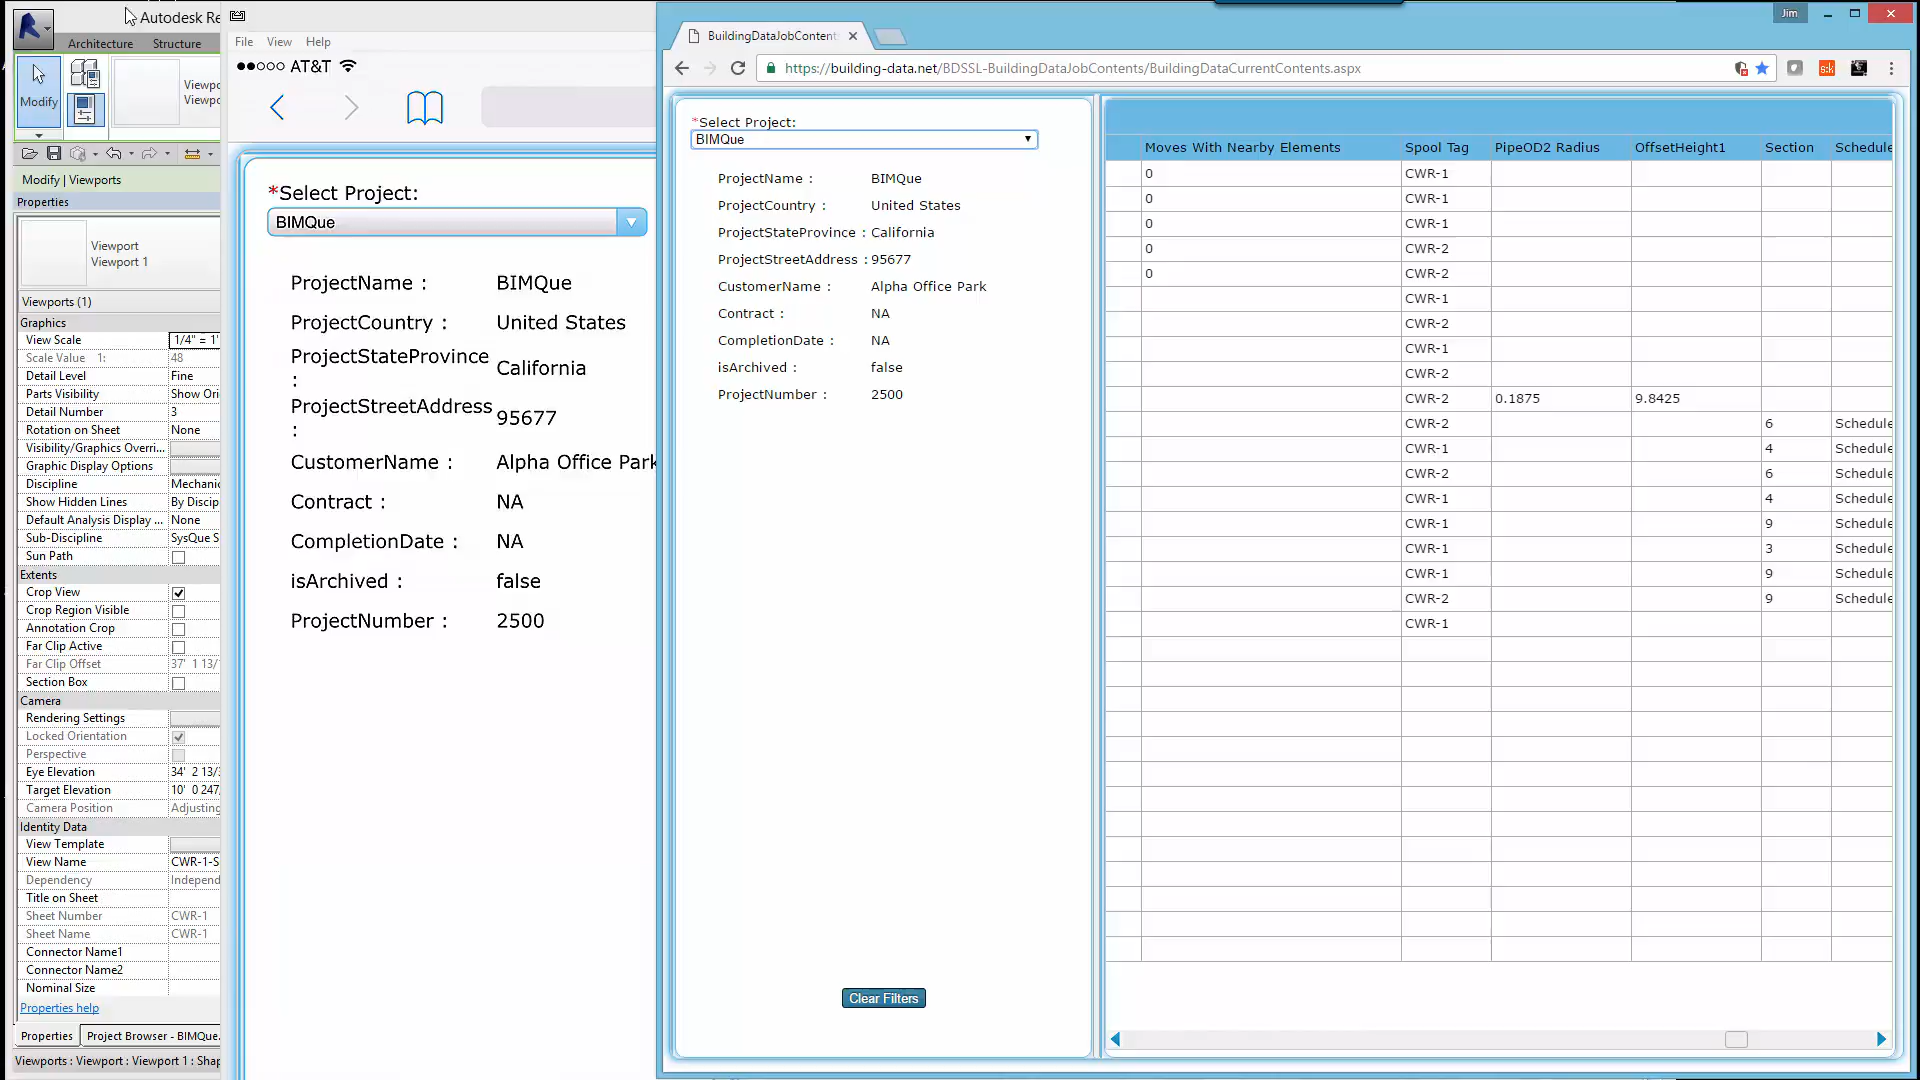 Autodesk Re
Architecture
Structure
Modify
Viewpo
Viewpo
Modify | Viewports
Properties
Viewport
Viewport 1
Viewports (1)
Graphics
View Scale 1/4" = 1'
Scale Value 1: 48
Detail Level Fine
Parts Visibility Show Ori
Detail Number 3
Rotation on Sheet None
Visibility/Graphics Overri...
Graphic Display Options
Discipline Mechani
Show Hidden Lines By Discip
Default Analysis Display ... None
Sub-Discipline SysQue S
Sun Path
Extents
Crop View
Crop Region Visible
Annotation Crop
Far Clip Active
Far Clip Offset 37' 1 13/
Section Box
Camera
Rendering Settings
Locked Orientation
Perspective
Eye Elevation 34' 2 13/
Target Elevation 10' 0 247
Camera Position Adjusting
Identity Data
View Template
View Name CWR-1-S
Dependency Independ
Title on Sheet
Sheet Number CWR-1
Sheet Name CWR-1
Connector Name1
Connector Name2
Nominal Size
Properties help
Properties
Project Browser - BIMQue.
Viewports : Viewport : Viewport 1 : Shap
File View Help
AT&T
*Select Project:
BIMQue
ProjectName : BIMQue
ProjectCountry : United States
ProjectStateProvince
: California
ProjectStreetAddress
: 95677
CustomerName : Alpha Office Park
Contract : NA
CompletionDate : NA
isArchived : false
ProjectNumber : 2500
BuildingDataJobContent
Jim
https://building-data.net/BDSSL-BuildingDataJobContents/BuildingDataCurrentContents.aspx
*Select Project:
BIMQue
ProjectName : BIMQue
ProjectCountry : United States
ProjectStateProvince : California
ProjectStreetAddress : 95677
CustomerName : Alpha Office Park
Contract : NA
CompletionDate : NA
isArchived : false
ProjectNumber : 2500
Clear Filters
Moves With Nearby Elements Spool Tag PipeOD2 Radius OffsetHeight1 Section Schedule
0 CWR-1
0 CWR-1
0 CWR-1
0 CWR-2
0 CWR-2
CWR-1
CWR-2
CWR-1
CWR-2
CWR-2 0.1875 9.8425
CWR-2 6 Schedule
CWR-1 4 Schedule
CWR-2 6 Schedule
CWR-1 4 Schedule
CWR-1 9 Schedule
CWR-1 3 Schedule
CWR-1 9 Schedule
CWR-2 9 Schedule
CWR-1